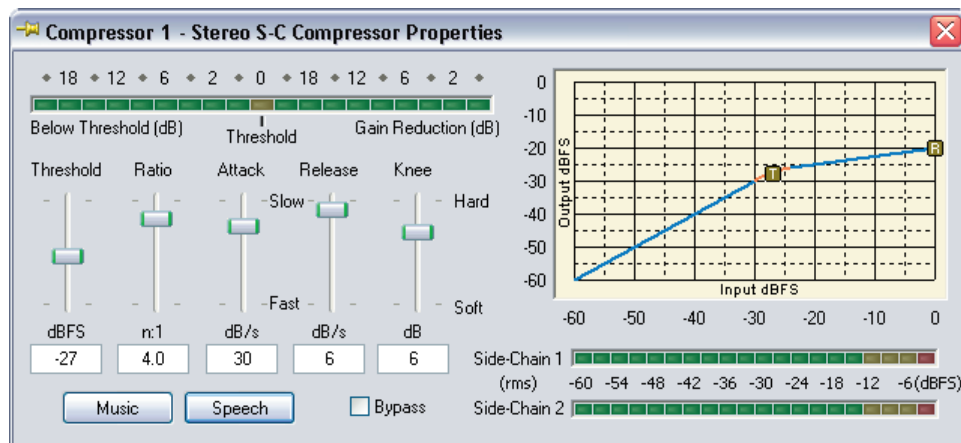 Compressor 1 - Stereo S-C Compressor Properties
18 12 6 2 0 18 12 6 2
Below Threshold (dB) Threshold Gain Reduction (dB)
Threshold Ratio Attack Release Knee
Slow Hard
Fast Soft
dBFS n:1 dB/s dB/s dB
-27 4.0 30 6 6
Music Speech Bypass
0
-10
-20
-30
-40
-50
-60
Output dBFS
T
R
Input dBFS
-60 -50 -40 -30 -20 -10 0
Side-Chain 1
(rms) -60 -54 -48 -42 -36 -30 -24 -18 -12 -6(dBFS)
Side-Chain 2